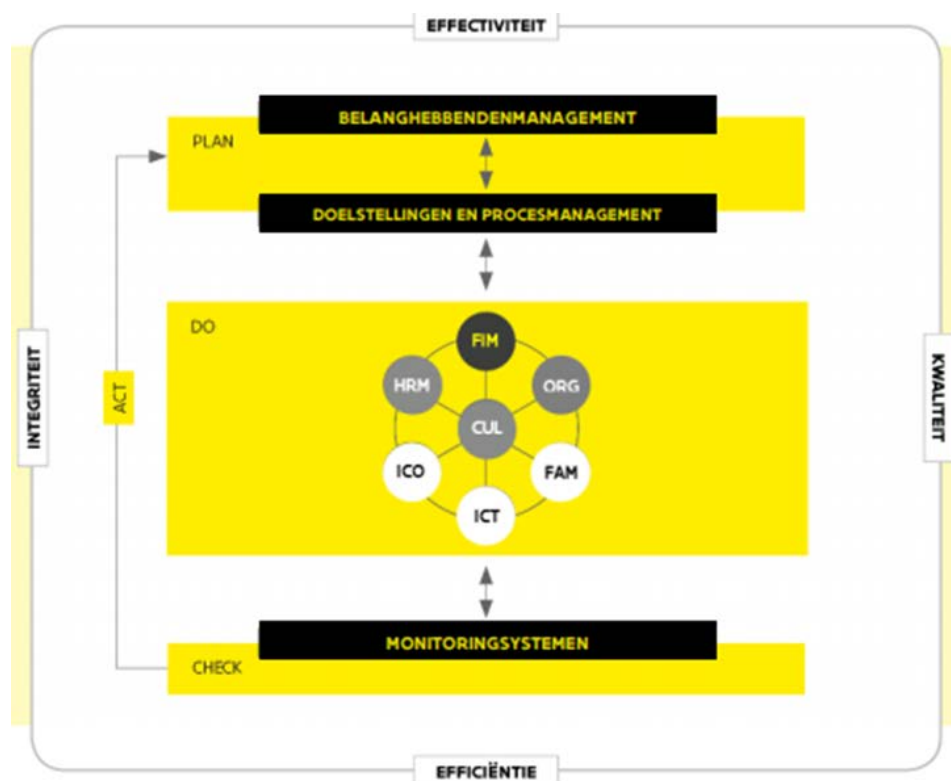 EFFECTIVITEIT
BELANGHEBBENDENMANAGEMENT
PLAN
DOELSTELLINGEN EN PROCESMANAGEMENT
DO
FIM
HRM
ORG
CUL
ICO
FAM
ICT
INTEGRITEIT
ACT
KWALITEIT
MONITORINGSYSTEMEN
CHECK
EFFICIËNTIE